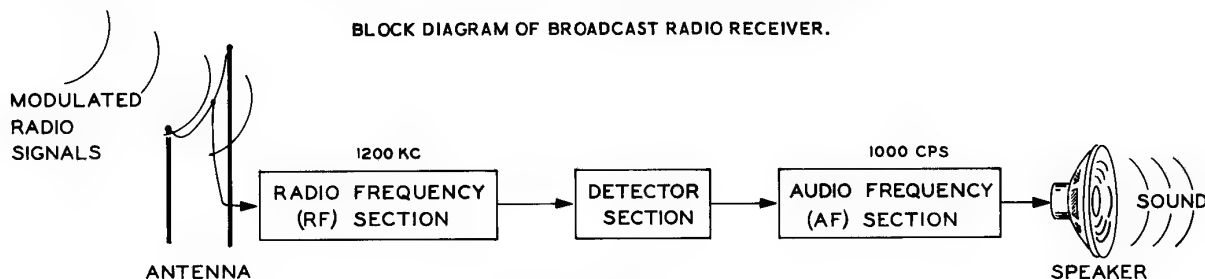 BLOCK DIAGRAM OF BROADCAST RADIO RECEIVER.
MODULATED
RADIO
SIGNALS
ANTENNA
1200 KC
RADIO FREQUENCY
(RF) SECTION
DETECTOR
SECTION
1000 CPS
AUDIO FREQUENCY
(AF) SECTION
SOUND
SPEAKER